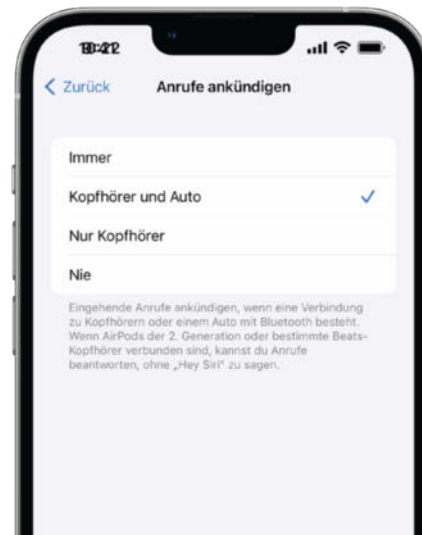 Zurück
Anrufe ankündigen
Immer
Kopfhörer und Auto
Nur Kopfhörer
Nie
Eingehende Anrufe ankündigen, wenn eine Verbindung
zu Kopfhörern oder einem Auto mit Bluetooth besteht.
Wenn AirPods der 2. Generation oder bestimmte Beats-
Kopfhörer verbunden sind, kannst du Anrufe
beantworten, ohne „Hey Siri“ zu sagen.